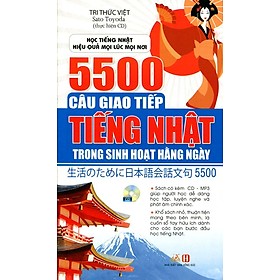 TRI THỨC VIỆT
Sato Toyoda
(thực hiện CD)
HỌC TIẾNG NHẬT
HIỆU QUẢ MỌI LÚC MỌI NƠI
5500
CÂU GIAO TIẾP
TIẾNG NHẬT
TRONG SINH HOẠT HẰNG NGÀY
生活のために日本語会話文句 5500
• Sách có kèm CD - MP3
giúp người học dễ dàng
học tập, luyện nghe và
phát âm chính xác.
• Khổ sách nhỏ, thuận tiện
mang theo bên mình, là
cuốn sổ tay hữu ích dành
cho các bạn bước đầu
học tiếng Nhật.